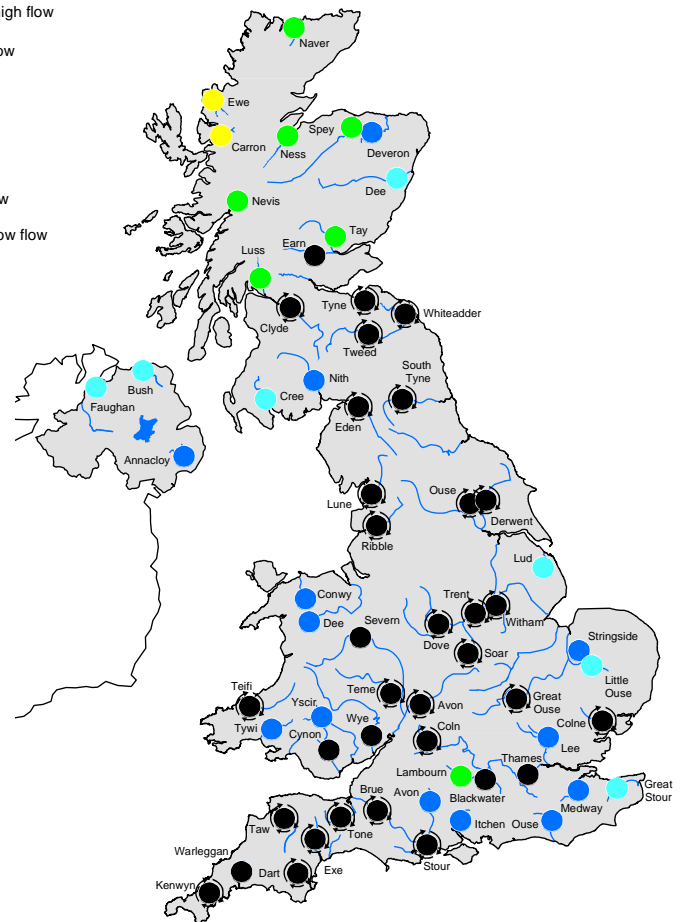 high flow
ow
w
ow flow
Naver
Ewe
Carron
Ness
Spey
Deveron
Dee
Nevis
Tay
Earn
Luss
Clyde
Tyne
Whiteadder
Tweed
South
Tyne
Nith
Cree
Eden
Bush
Faughan
Annacloy
Lune
Ouse
Derwent
Ribble
Lud
Conwy
Dee
Severn
Trent
Witham
Dove
Soar
Stringside
Little
Ouse
Teifi
Tywi
Yscir
Cynon
Wye
Teme
Avon
Coln
Great
Ouse
Colne
Lee
Thames
Lambourn
Blackwater
Avon
Brue
Medway
Great
Stour
Itchen
Ouse
Taw
Tone
Stour
Warleggan
Dart
Exe
Kenwyn